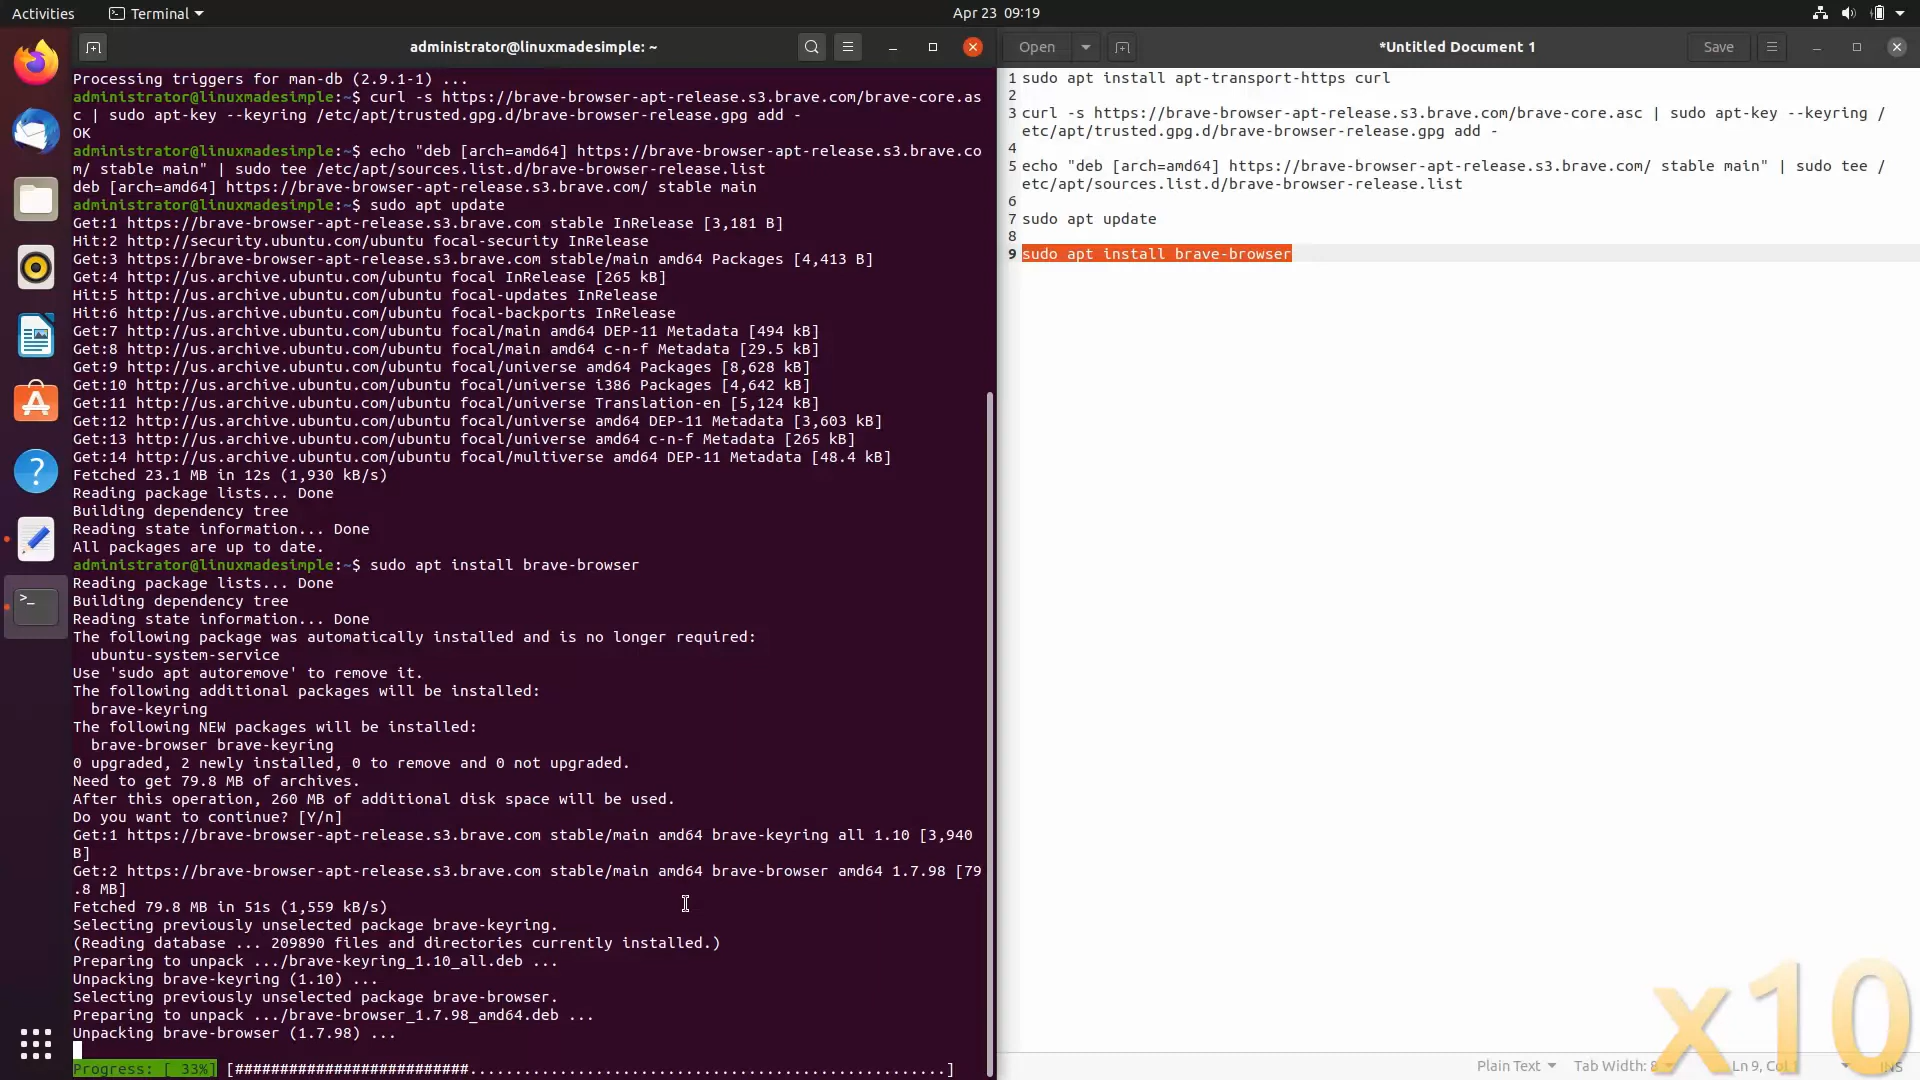 Activities
Terminal
Apr 23 09:19
administrator@linuxmadesimple: ~
Processing triggers for man-db (2.9.1-1) ...
administrator@linuxmadesimple:~$ curl -s https://brave-browser-apt-release.s3.brave.com/brave-core.as
c | sudo apt-key --keyring /etc/apt/trusted.gpg.d/brave-browser-release.gpg add -
OK
administrator@linuxmadesimple:~$ echo "deb [arch=amd64] https://brave-browser-apt-release.s3.brave.co
m/ stable main" | sudo tee /etc/apt/sources.list.d/brave-browser-release.list
deb [arch=amd64] https://brave-browser-apt-release.s3.brave.com/ stable main
administrator@linuxmadesimple:~$ sudo apt update
Get:1 https://brave-browser-apt-release.s3.brave.com stable InRelease [3,181 B]
Hit:2 http://security.ubuntu.com/ubuntu focal-security InRelease
Get:3 https://brave-browser-apt-release.s3.brave.com stable/main amd64 Packages [4,413 B]
Get:4 http://us.archive.ubuntu.com/ubuntu focal InRelease [265 kB]
Hit:5 http://us.archive.ubuntu.com/ubuntu focal-updates InRelease
Hit:6 http://us.archive.ubuntu.com/ubuntu focal-backports InRelease
Get:7 http://us.archive.ubuntu.com/ubuntu focal/main amd64 DEP-11 Metadata [494 kB]
Get:8 http://us.archive.ubuntu.com/ubuntu focal/main amd64 c-n-f Metadata [29.5 kB]
Get:9 http://us.archive.ubuntu.com/ubuntu focal/universe amd64 Packages [8,628 kB]
Get:10 http://us.archive.ubuntu.com/ubuntu focal/universe i386 Packages [4,642 kB]
Get:11 http://us.archive.ubuntu.com/ubuntu focal/universe Translation-en [5,124 kB]
Get:12 http://us.archive.ubuntu.com/ubuntu focal/universe amd64 DEP-11 Metadata [3,603 kB]
Get:13 http://us.archive.ubuntu.com/ubuntu focal/universe amd64 c-n-f Metadata [265 kB]
Get:14 http://us.archive.ubuntu.com/ubuntu focal/multiverse amd64 DEP-11 Metadata [48.4 kB]
Fetched 23.1 MB in 12s (1,930 kB/s)
Reading package lists... Done
Building dependency tree
Reading state information... Done
All packages are up to date.
administrator@linuxmadesimple:~$ sudo apt install brave-browser
Reading package lists... Done
Building dependency tree
Reading state information... Done
The following package was automatically installed and is no longer required:
  ubuntu-system-service
Use 'sudo apt autoremove' to remove it.
The following additional packages will be installed:
  brave-keyring
The following NEW packages will be installed:
  brave-browser brave-keyring
0 upgraded, 2 newly installed, 0 to remove and 0 not upgraded.
Need to get 79.8 MB of archives.
After this operation, 260 MB of additional disk space will be used.
Do you want to continue? [Y/n]
Get:1 https://brave-browser-apt-release.s3.brave.com stable/main amd64 brave-keyring all 1.10 [3,940
B]
Get:2 https://brave-browser-apt-release.s3.brave.com stable/main amd64 brave-browser amd64 1.7.98 [79
.8 MB]
Fetched 79.8 MB in 51s (1,559 kB/s)
Selecting previously unselected package brave-keyring.
(Reading database ... 209890 files and directories currently installed.)
Preparing to unpack .../brave-keyring_1.10_all.deb ...
Unpacking brave-keyring (1.10) ...
Selecting previously unselected package brave-browser.
Preparing to unpack .../brave-browser_1.7.98_amd64.deb ...
Unpacking brave-browser (1.7.98) ...
Progress: [ 33%] [##########################.....................................................]
Open
*Untitled Document 1
Save
1 sudo apt install apt-transport-https curl
2
3 curl -s https://brave-browser-apt-release.s3.brave.com/brave-core.asc | sudo apt-key --keyring /
etc/apt/trusted.gpg.d/brave-browser-release.gpg add -
4
5 echo "deb [arch=amd64] https://brave-browser-apt-release.s3.brave.com/ stable main" | sudo tee /
etc/apt/sources.list.d/brave-browser-release.list
6
7 sudo apt update
8
9 sudo apt install brave-browser
x10
Plain Text
Tab Width: 8
Ln 9, Col
INS